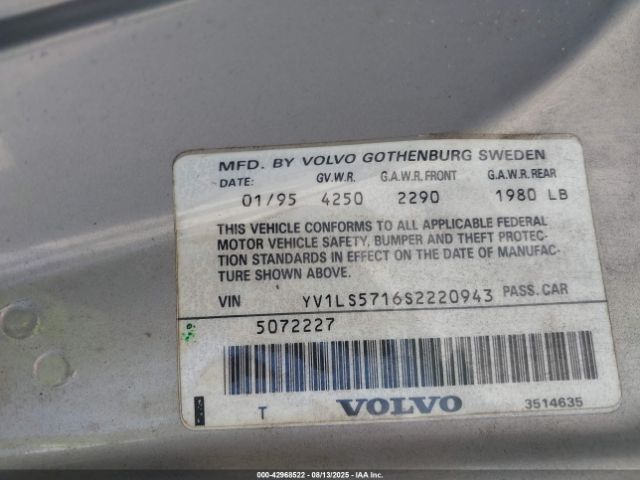 MFD. BY VOLVO GOTHENBURG SWEDEN
DATE: GV.W.R. G.A.W.R. FRONT G.A.W.R. REAR
01/95 4250 2290 1980 LB
THIS VEHICLE CONFORMS TO ALL APPLICABLE FEDERAL
MOTOR VEHICLE SAFETY, BUMPER AND THEFT PROTEC-
TION STANDARDS IN EFFECT ON THE DATE OF MANUFAC-
TURE SHOWN ABOVE.
VIN YV1LS5716S2220943 PASS. CAR
5072227
T VOLVO 3514635
000-42968522 08/13/2025 IAA Inc.